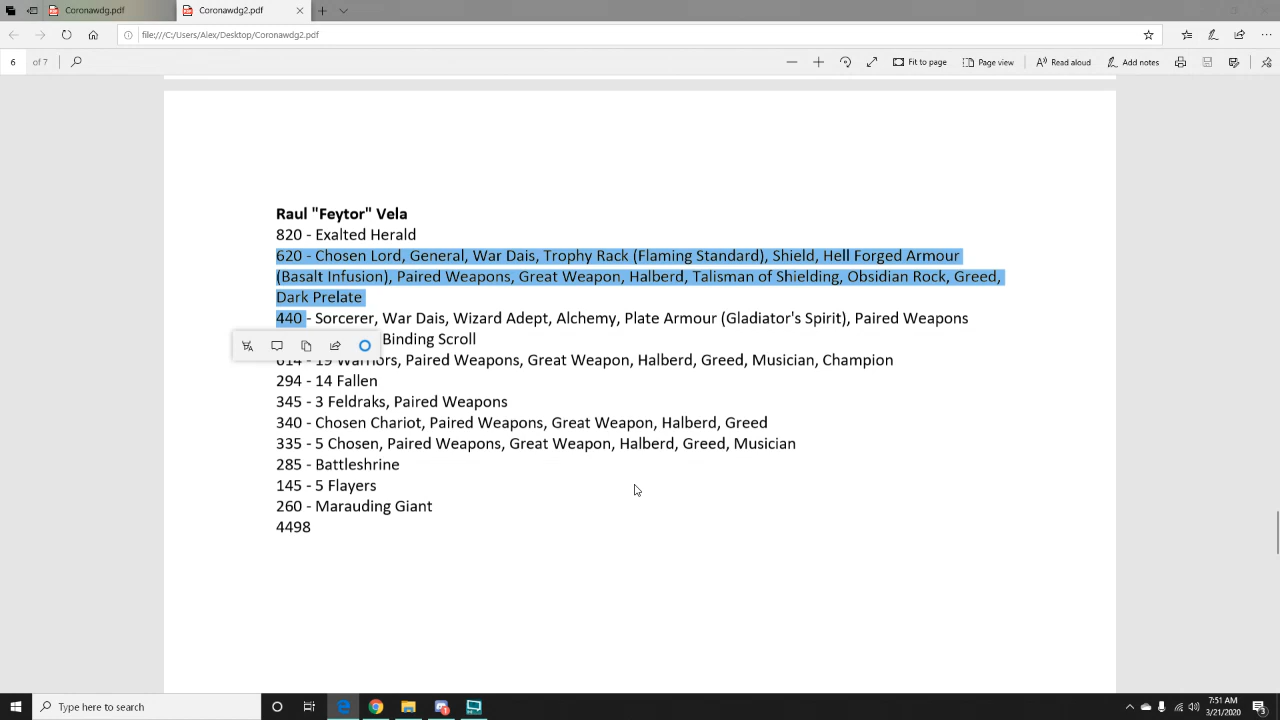 Coronawdg.pdf
Coronawdg2.pdf
file:///C:/Users/Alex/Desktop/Coronawdg2.pdf
6 of 7 Fit to page Page view Read aloud Add notes
Raul "Feytor" Vela
820 - Exalted Herald
620 - Chosen Lord, General, War Dais, Trophy Rack (Flaming Standard), Shield, Hell Forged Armour
(Basalt Infusion), Paired Weapons, Great Weapon, Halberd, Talisman of Shielding, Obsidian Rock, Greed,
Dark Prelate
440 - Sorcerer, War Dais, Wizard Adept, Alchemy, Plate Armour (Gladiator's Spirit), Paired Weapons
Binding Scroll
614 - 19 Warriors, Paired Weapons, Great Weapon, Halberd, Greed, Musician, Champion
294 - 14 Fallen
345 - 3 Feldraks, Paired Weapons
340 - Chosen Chariot, Paired Weapons, Great Weapon, Halberd, Greed
335 - 5 Chosen, Paired Weapons, Great Weapon, Halberd, Greed, Musician
285 - Battleshrine
145 - 5 Flayers
260 - Marauding Giant
4498
Type here to search
7:51 AM
3/21/2020